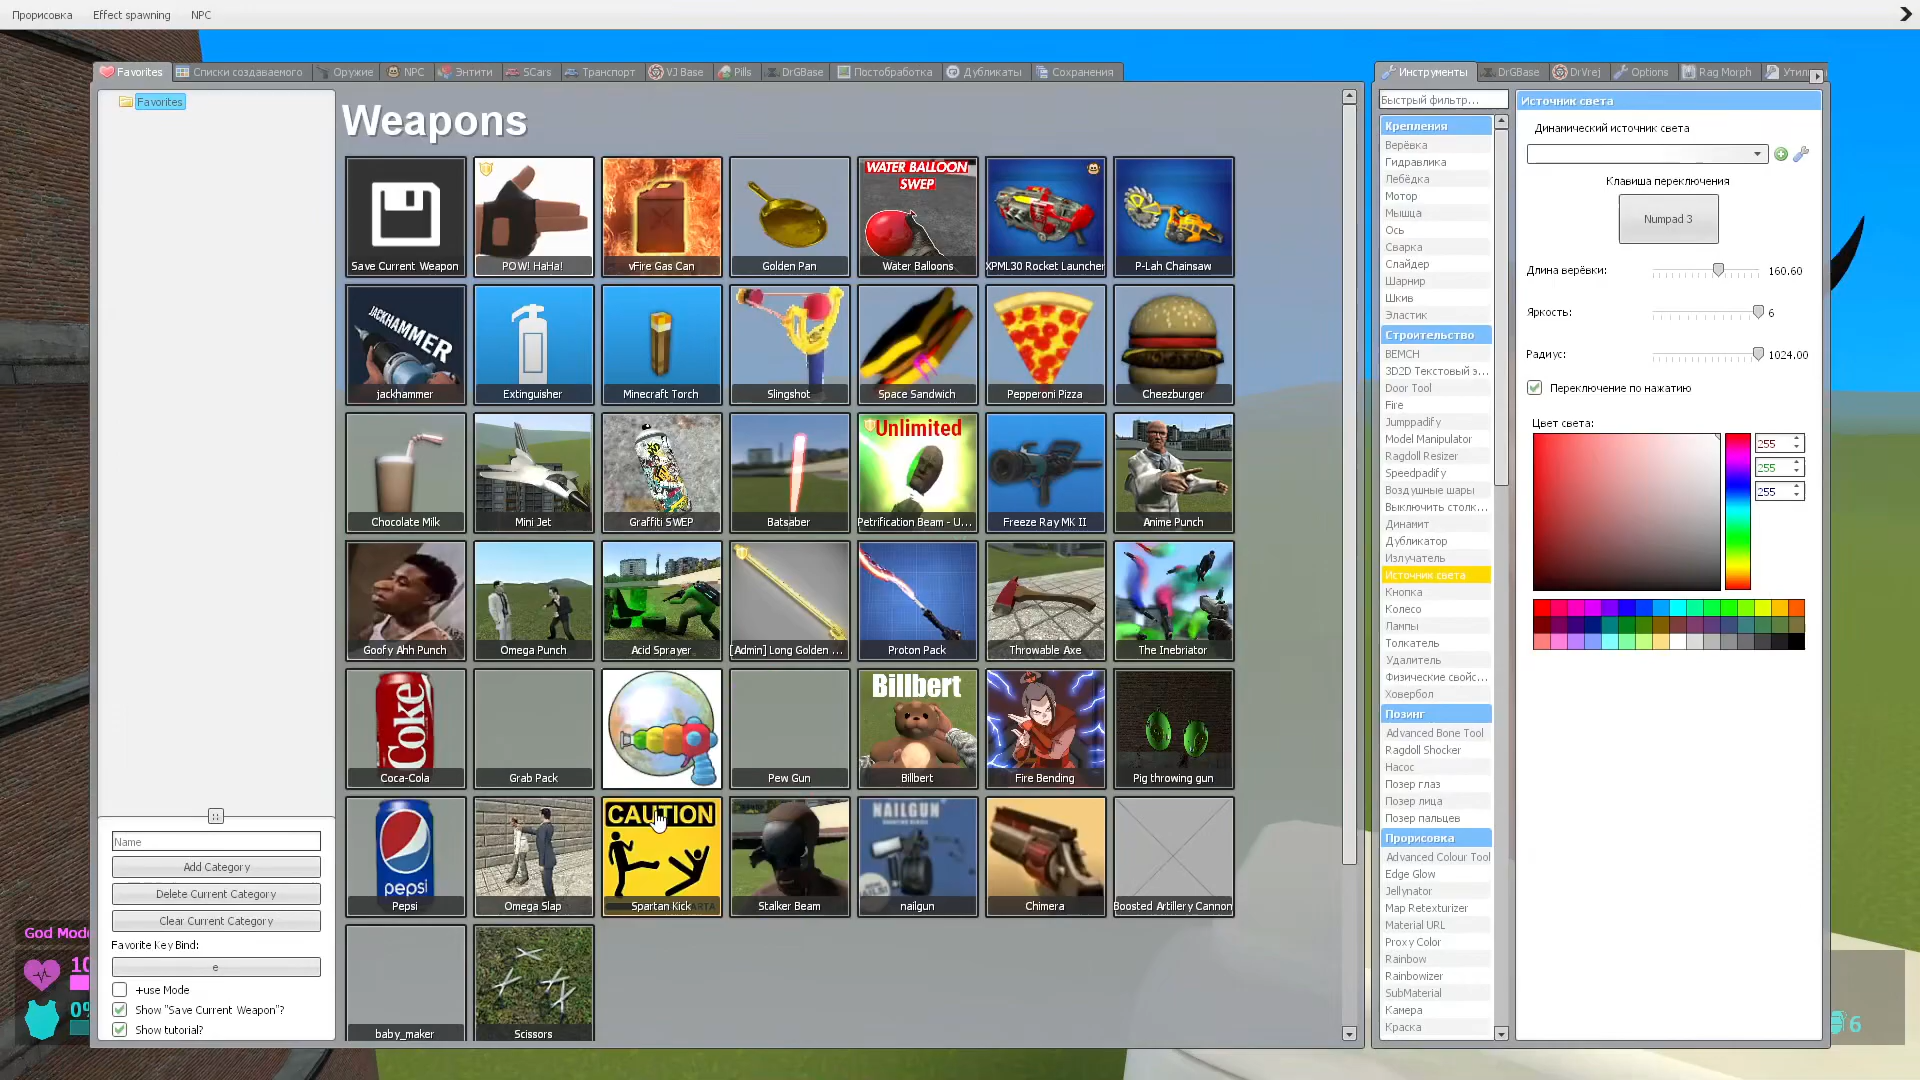 Прорисовка Effect spawning NPC
Favorites Списки создаваемого Оружие NPC Энтити SCars Транспорт VJ Base Pills DrGBase Постобработка Дубликаты Сохранения
Favorites
Name
Add Category
Delete Current Category
Clear Current Category
Favorite Key Bind:
e
+use Mode
Show "Save Current Weapon"?
Show tutorial?
God Mode
10
0%
Weapons
Save Current Weapon
POW! HaHa!
vFire Gas Can
Golden Pan
WATER BALLOON
SWEP
Water Balloons
XPML30 Rocket Launcher
P-Lah Chainsaw
JACKHAMMER
jackhammer
Extinguisher
Minecraft Torch
Slingshot
Space Sandwich
Pepperoni Pizza
Cheezburger
Chocolate Milk
Mini Jet
Graffiti SWEP
Batsaber
Unlimited
Petrification Beam - U...
Freeze Ray MK II
Anime Punch
Goofy Ahh Punch
Omega Punch
Acid Sprayer
[Admin] Long Golden ...
Proton Pack
Throwable Axe
The Inebriator
Coke
Coca-Cola
Grab Pack
Pew Gun
Billbert
Billbert
Fire Bending
Pig throwing gun
pepsi
Pepsi
Omega Slap
CAUTION
Spartan Kick
Stalker Beam
NAILGUN
nailgun
Chimera
Boosted Artillery Cannon
baby_maker
Scissors
Инструменты DrGBase DrVrej Options Rag Morph Утили
Быстрый фильтр...
Крепления
Верёвка
Гидравлика
Лебёдка
Мотор
Мышца
Ось
Сварка
Слайдер
Шарнир
Шкив
Эластик
Строительство
BEMCH
3D2D Текстовый э...
Door Tool
Fire
Jumppadify
Model Manipulator
Ragdoll Resizer
Speedpadify
Воздушные шары
Выключить столк...
Динамит
Дубликатор
Излучатель
Источник света
Кнопка
Колесо
Лампы
Толкатель
Удалитель
Физические свойс...
Ховербол
Позинг
Advanced Bone Tool
Ragdoll Shocker
Насос
Позер глаз
Позер лица
Позер пальцев
Прорисовка
Advanced Colour Tool
Edge Glow
Jellynator
Map Retexturizer
Material URL
Proxy Color
Rainbow
Rainbowizer
SubMaterial
Камера
Краска
Источник света
Динамический источник света
Клавиша переключения
Numpad 3
Длина верёвки: 160.60
Яркость: 6
Радиус: 1024.00
Переключение по нажатию
Цвет света:
255
255
255
6